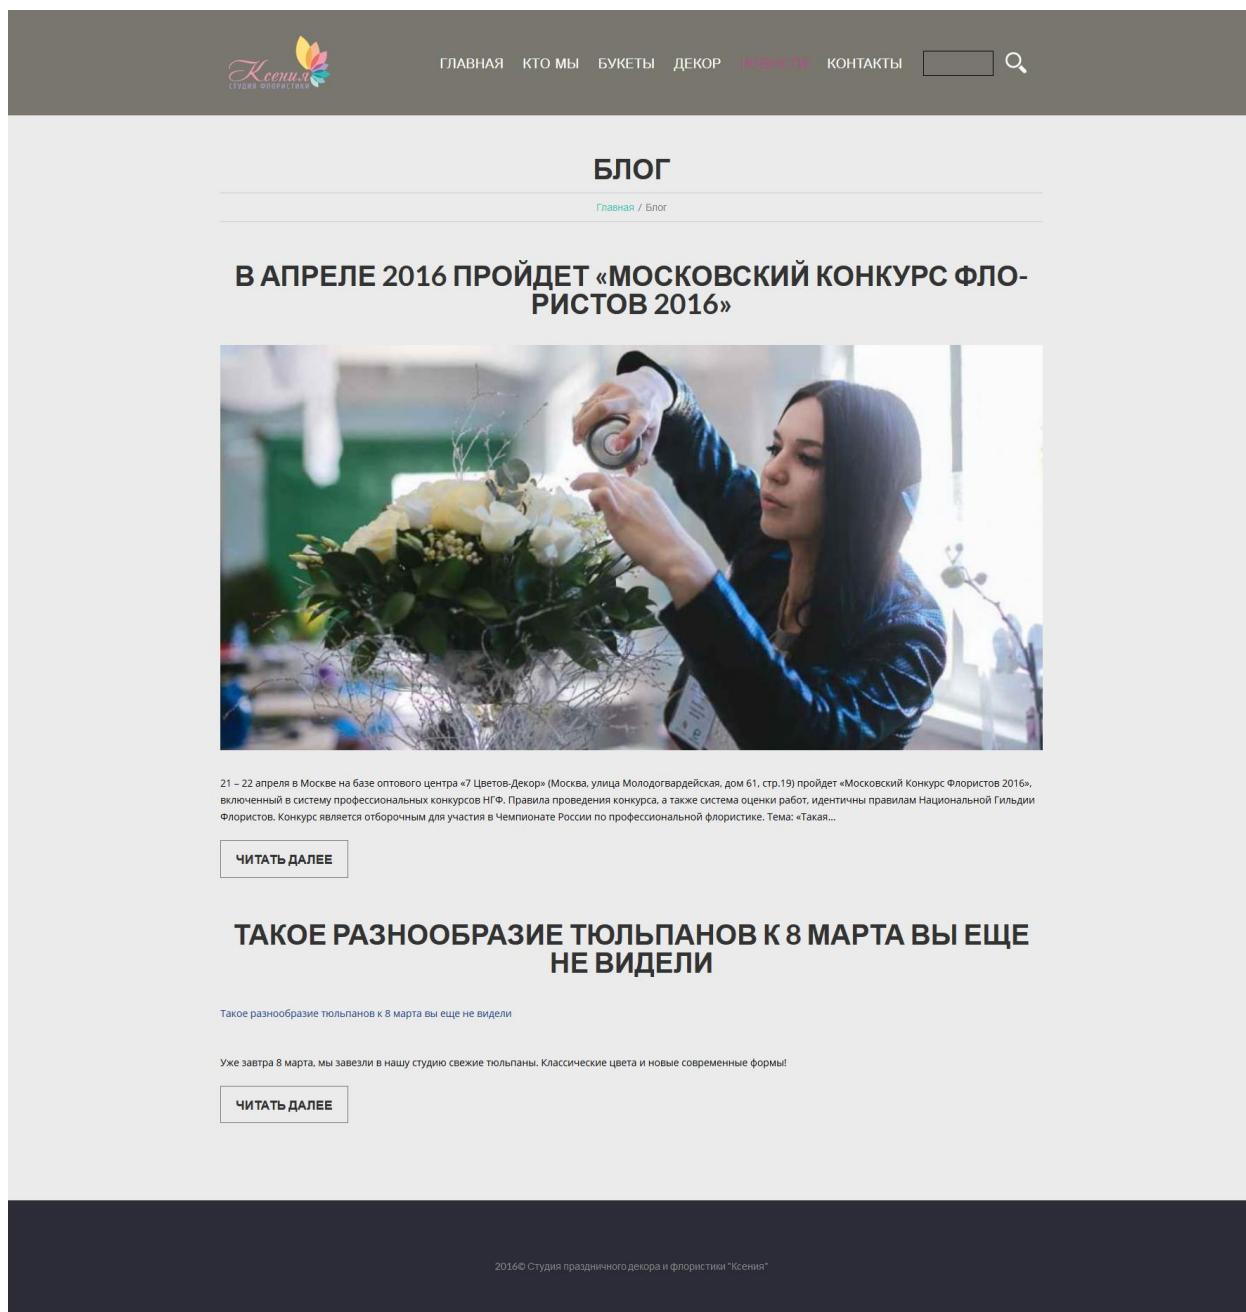 Ксения
СТУДИЯ ФЛОРИСТИКИ
ГЛАВНАЯ КТО МЫ БУКЕТЫ ДЕКОР НОВОСТИ КОНТАКТЫ
БЛОГ
Главная / Блог
В АПРЕЛЕ 2016 ПРОЙДЕТ «МОСКОВСКИЙ КОНКУРС ФЛО-
РИСТОВ 2016»
21 – 22 апреля в Москве на базе оптового центра «7 Цветов-Декор» (Москва, улица Молодогвардейская, дом 61, стр.19) пройдет «Московский Конкурс Флористов 2016»,
включенный в систему профессиональных конкурсов НГФ. Правила проведения конкурса, а также система оценки работ, идентичны правилам Национальной Гильдии
Флористов. Конкурс является отборочным для участия в Чемпионате России по профессиональной флористике. Тема: «Такая...
ЧИТАТЬ ДАЛЕЕ
ТАКОЕ РАЗНООБРАЗИЕ ТЮЛЬПАНОВ К 8 МАРТА ВЫ ЕЩЕ
НЕ ВИДЕЛИ
Такое разнообразие тюльпанов к 8 марта вы еще не видели
Уже завтра 8 марта, мы завезли в нашу студию свежие тюльпаны. Классические цвета и новые современные формы!
ЧИТАТЬ ДАЛЕЕ
2016© Студия праздничного декора и флористики "Ксения"